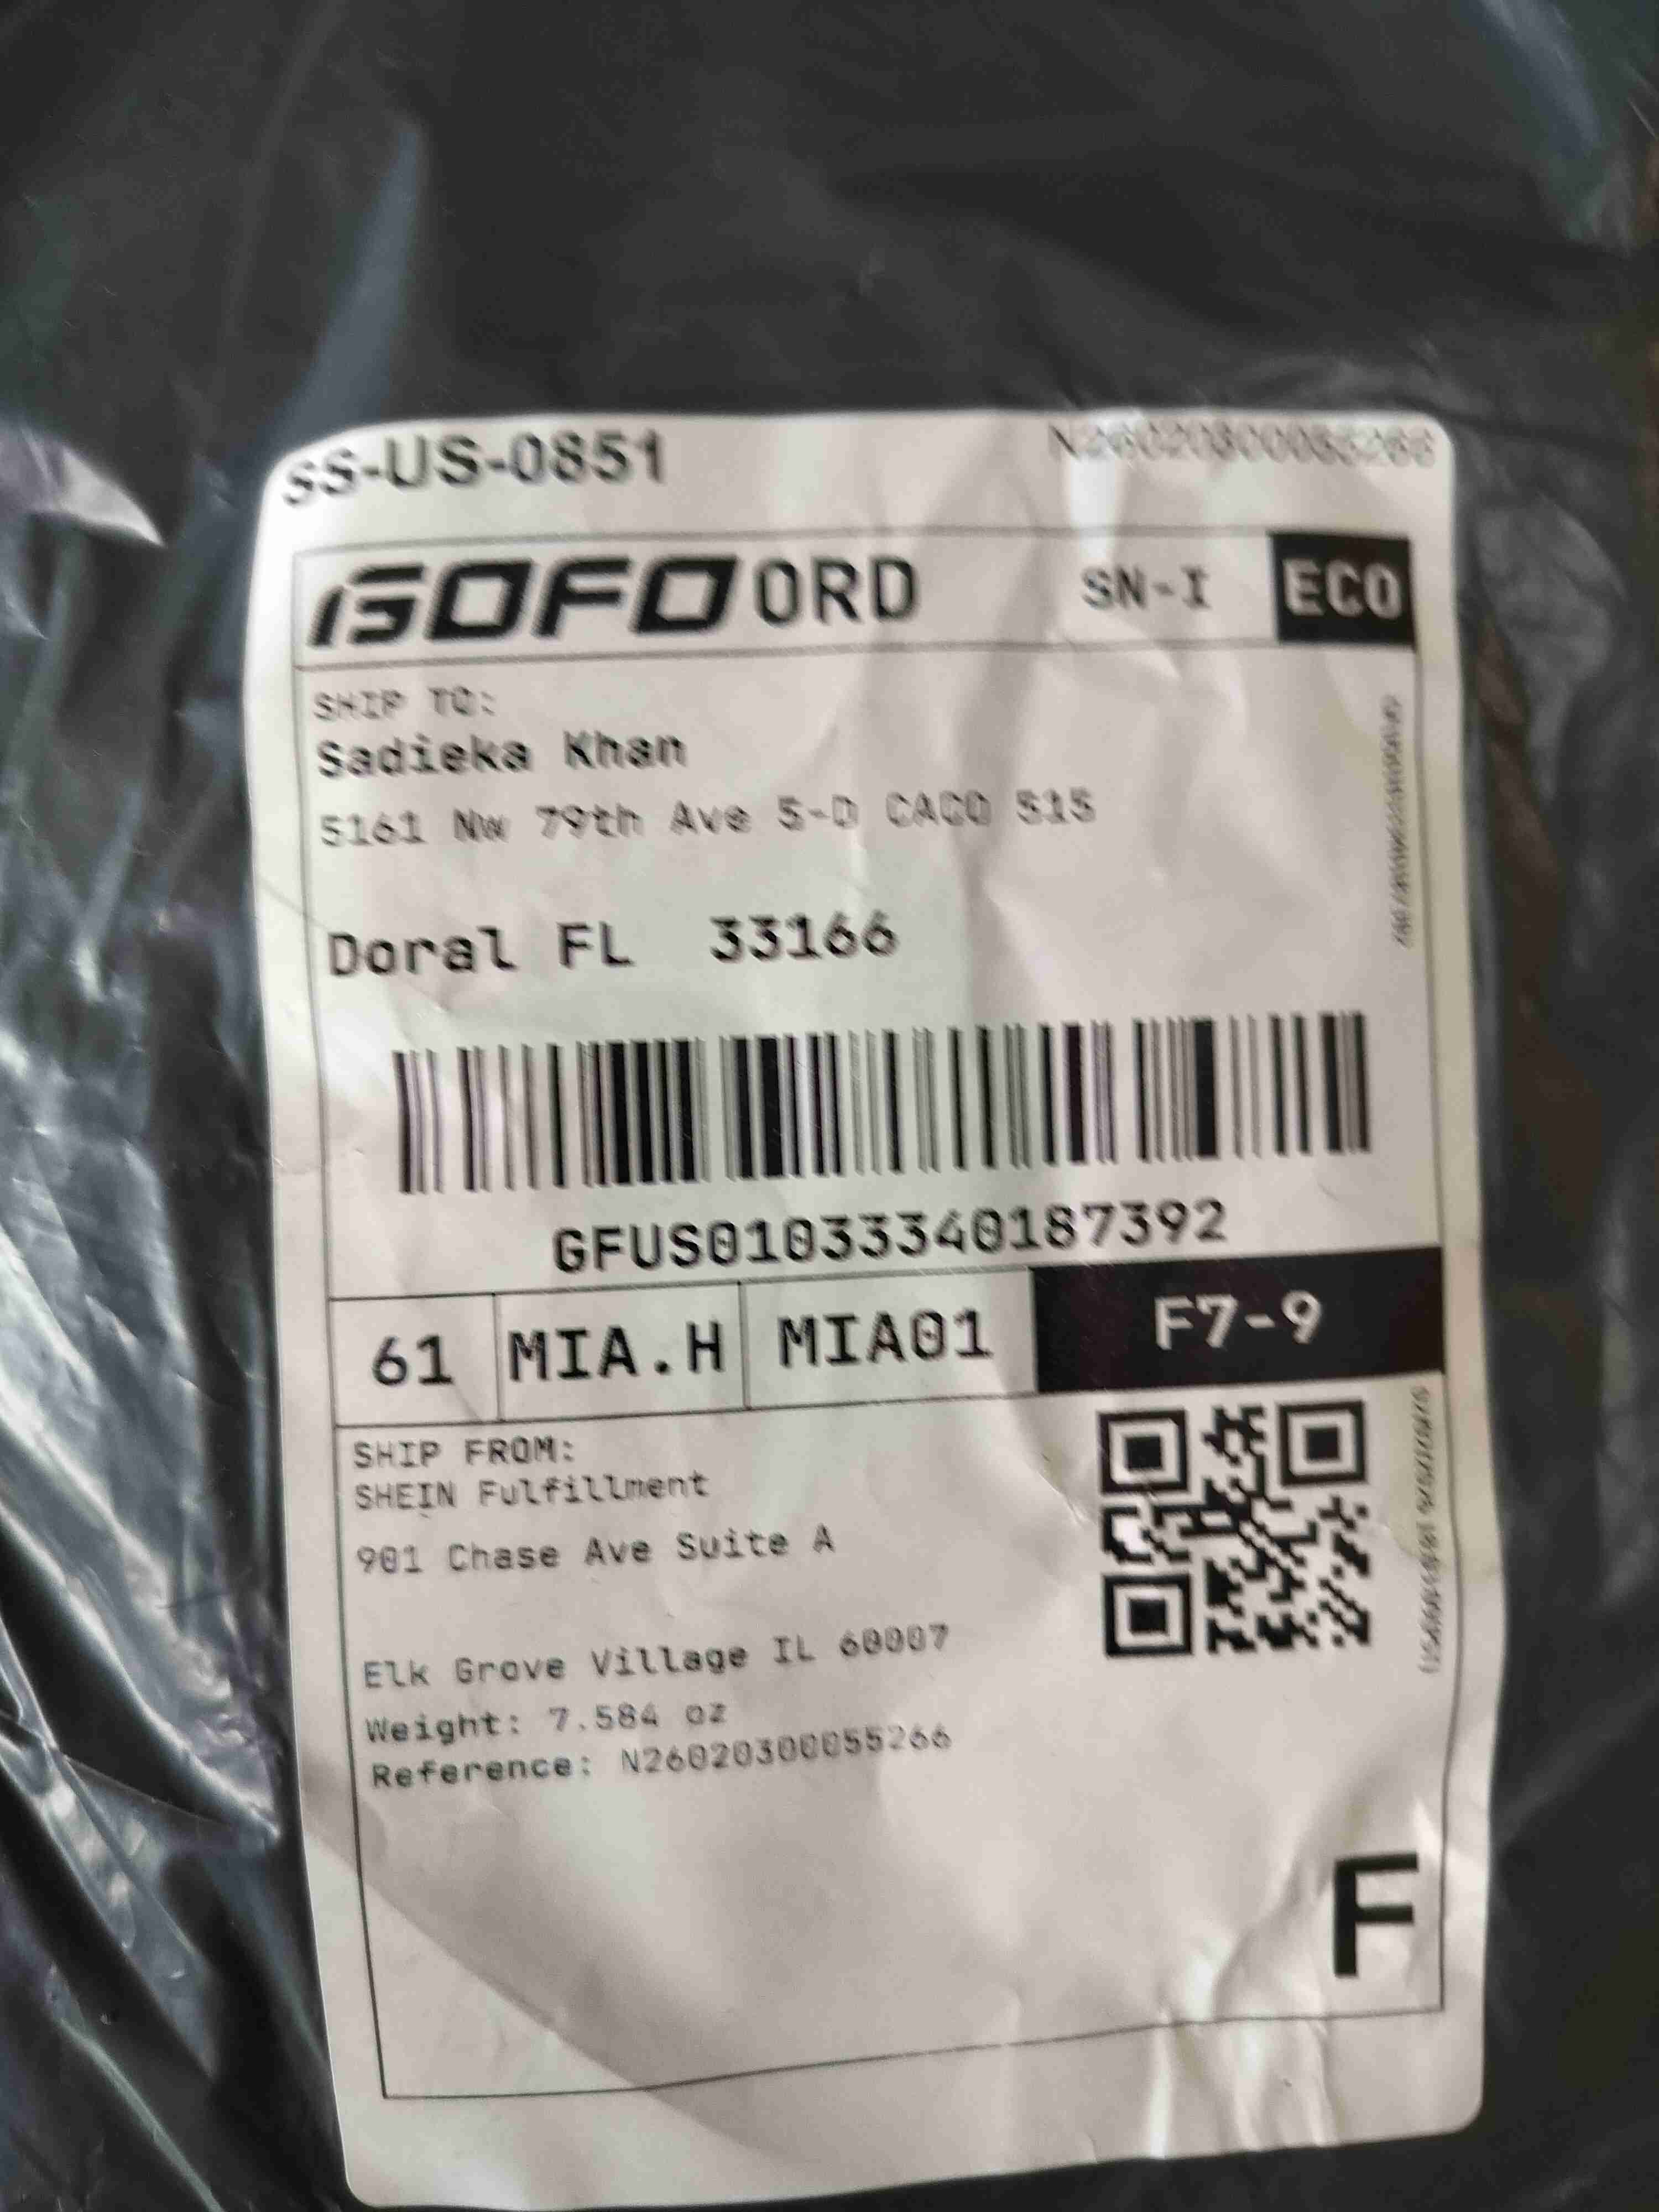 SS-US-0851
GOFO ORD SN-I ECO
SHIP TO:
Sadieka Khan
5161 Nw 79th Ave 5-D CACO 515
Doral FL 33166
GFUS01033340187392
61 MIA.H MIA01 F7-9
SHIP FROM:
SHEIN Fulfillment
901 Chase Ave Suite A
Elk Grove Village IL 60007
Weight: 7.584 oz
Reference: N26020300055266
F